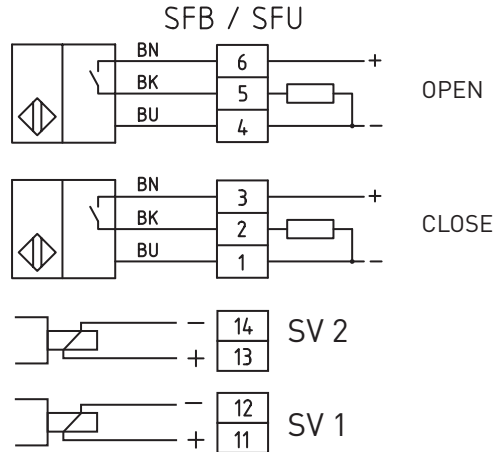 SFB / SFU
BN 6 +
BK 5 OPEN
BU 4 −
BN 3 +
BK 2 CLOSE
BU 1 −
− 14 SV 2
+ 13
− 12 SV 1
+ 11